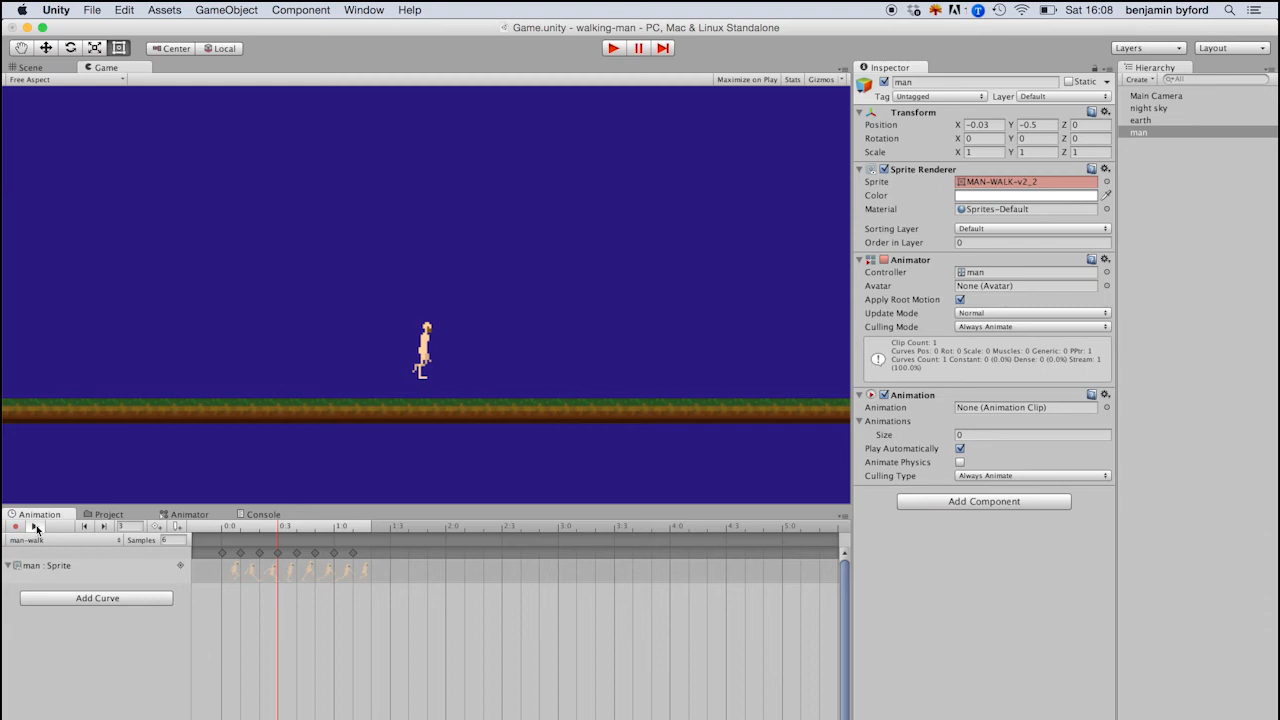 Unity File Edit Assets GameObject Component Window Help Sat 16:08 benjamin byford
Game.unity - walking-man - PC, Mac & Linux Standalone
Center Local Layers Layout
Scene Game
Free Aspect Maximize on Play Stats Gizmos
Inspector
man Static
Tag Untagged Layer Default
Transform
Position X -0.03 Y -0.5 Z 0
Rotation X 0 Y 0 Z 0
Scale X 1 Y 1 Z 1
Sprite Renderer
Sprite MAN-WALK-v2_2
Color
Material Sprites-Default
Sorting Layer Default
Order in Layer 0
Animator
Controller man
Avatar None (Avatar)
Apply Root Motion
Update Mode Normal
Culling Mode Always Animate
Clip Count: 1
Curves Pos: 0 Rot: 0 Scale: 0 Muscles: 0 Generic: 0 PPtr: 1
Curves Count: 1 Constant: 0 (0.0%) Dense: 0 (0.0%) Stream: 1
(100.0%)
Animation
Animation None (Animation Clip)
Animations
Size 0
Play Automatically
Animate Physics
Culling Type Always Animate
Add Component
Hierarchy
Create All
Main Camera
night sky
earth
man
Animation Project Animator Console
3 0:0 0:3 1:0 1:3 2:0 2:3 3:0 3:3 4:0 4:3 5:0
man-walk Samples 6
man : Sprite
Add Curve